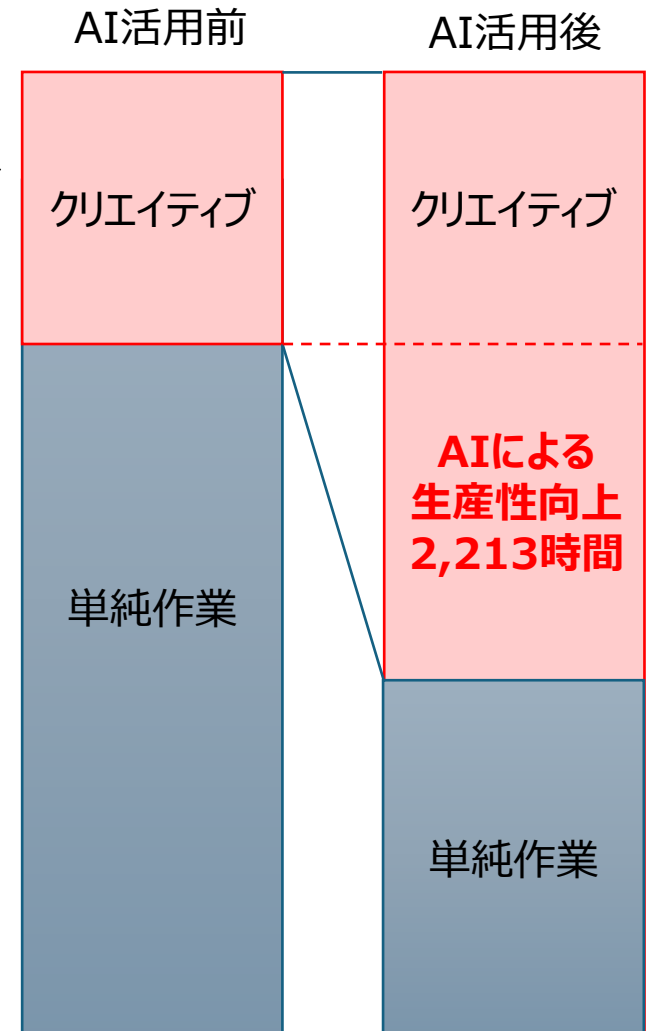 AI活用前
AI活用後
クリエイティブ
クリエイティブ
AIによる
生産性向上
2,213時間
単純作業
単純作業